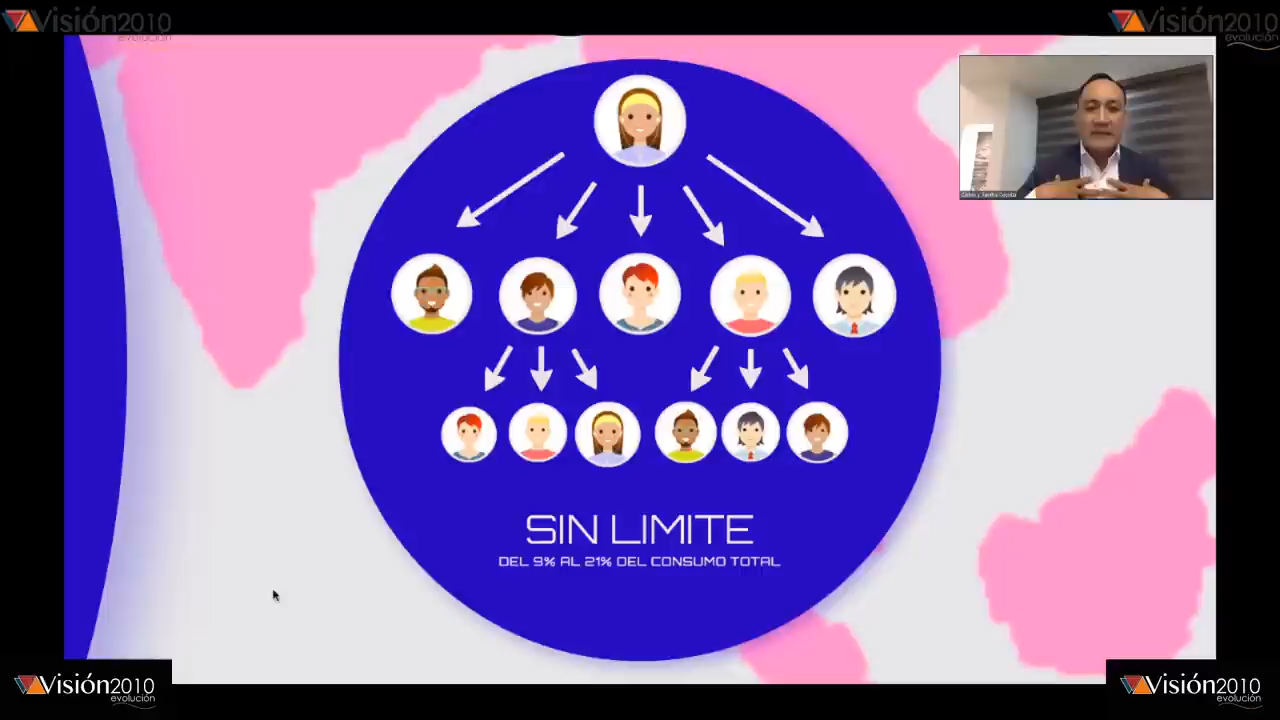 Visión2010
evolución
Visión2010
evolución
SIN LIMITE
DEL 9% AL 21% DEL CONSUMO TOTAL
Visión2010
evolución
Visión2010
evolución